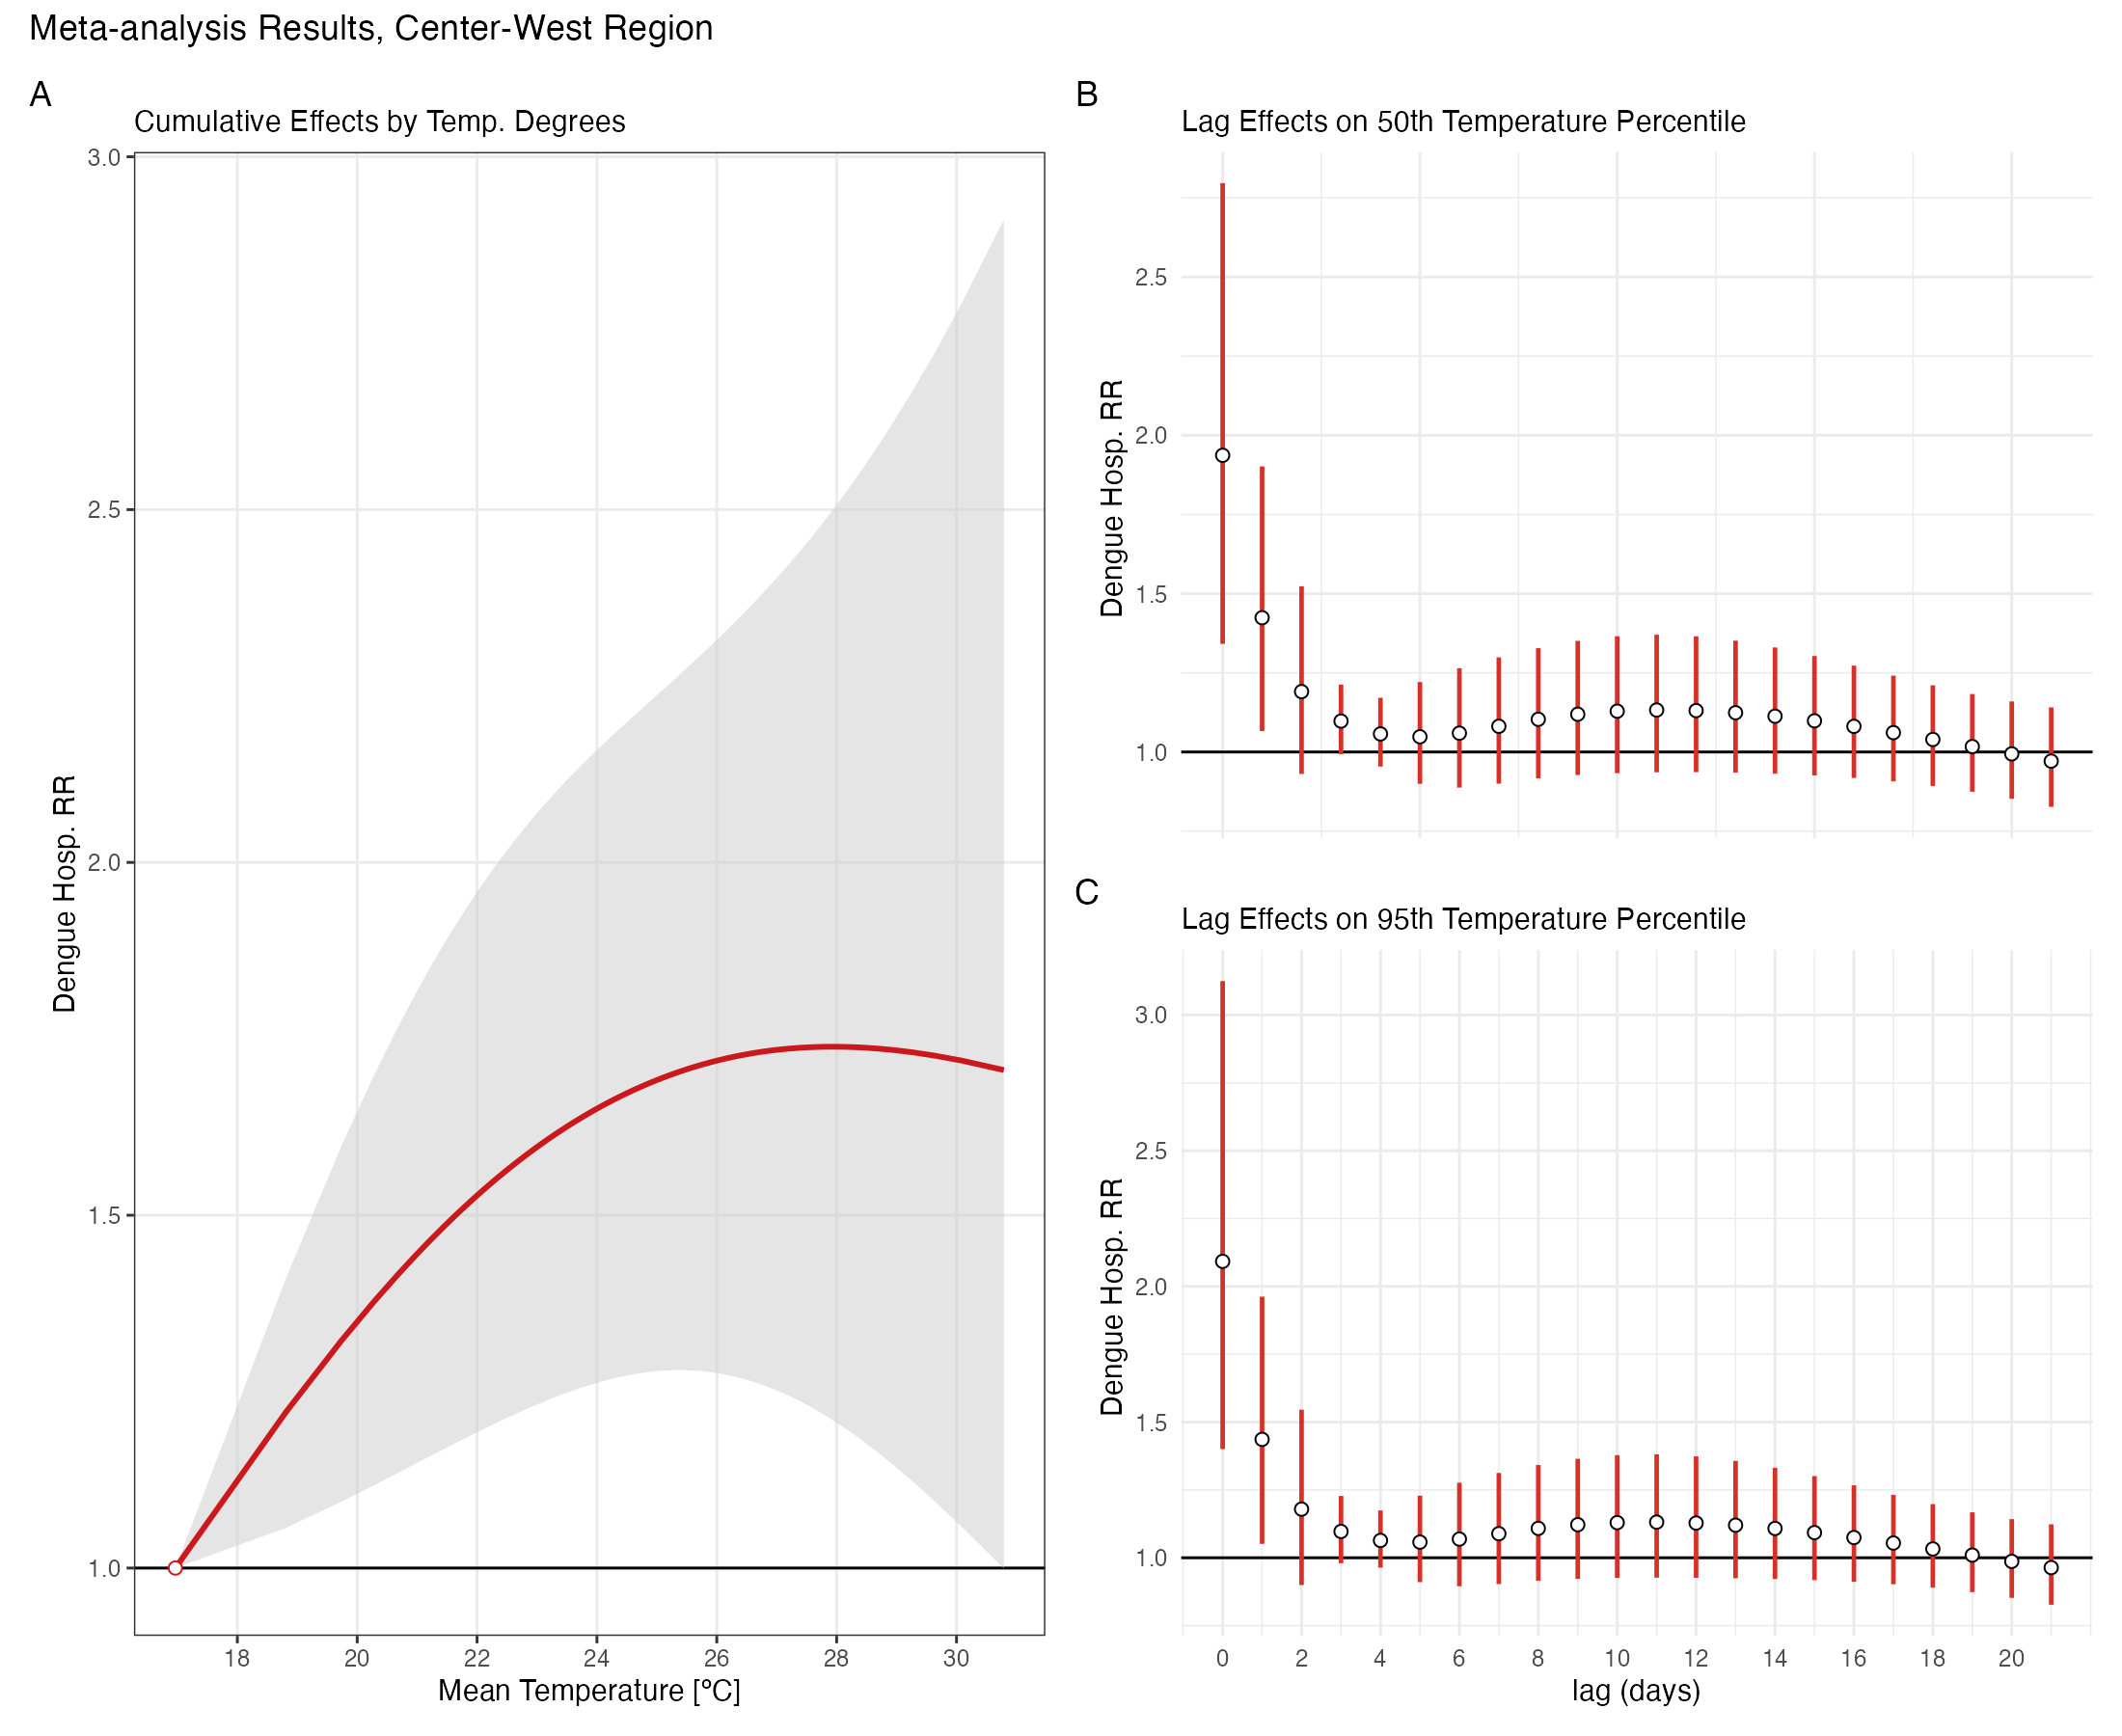 Meta-analysis Results, Center-West Region
A
Cumulative Effects by Temp. Degrees
Dengue Hosp. RR
3.0
2.5
2.0
1.5
1.0
18 20 22 24 26 28 30
Mean Temperature [ºC]
B
Lag Effects on 50th Temperature Percentile
Dengue Hosp. RR
2.5
2.0
1.5
1.0
C
Lag Effects on 95th Temperature Percentile
Dengue Hosp. RR
3.0
2.5
2.0
1.5
1.0
0 2 4 6 8 10 12 14 16 18 20
lag (days)